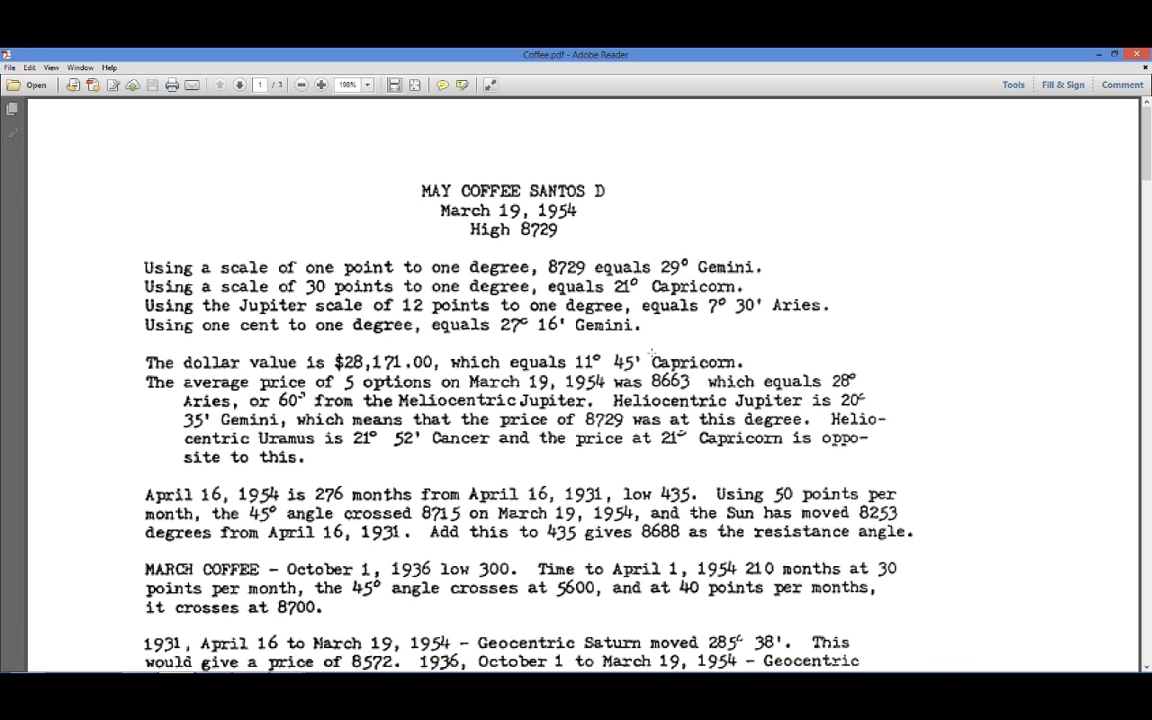 Coffee.pdf - Adobe Reader
File Edit View Window Help
Open 1 / 3 198% Tools Fill & Sign Comment
MAY COFFEE SANTOS D
March 19, 1954
High 8729
Using a scale of one point to one degree, 8729 equals 29° Gemini.
Using a scale of 30 points to one degree, equals 21° Capricorn.
Using the Jupiter scale of 12 points to one degree, equals 7° 30' Aries.
Using one cent to one degree, equals 27° 16' Gemini.
The dollar value is $28,171.00, which equals 11° 45' Capricorn.
The average price of 5 options on March 19, 1954 was 8663 which equals 28°
Aries, or 60° from the Meliocentric Jupiter. Heliocentric Jupiter is 20°
35' Gemini, which means that the price of 8729 was at this degree. Helio-
centric Uramus is 21° 52' Cancer and the price at 21° Capricorn is oppo-
site to this.
April 16, 1954 is 276 months from April 16, 1931, low 435. Using 50 points per
month, the 45° angle crossed 8715 on March 19, 1954, and the Sun has moved 8253
degrees from April 16, 1931. Add this to 435 gives 8688 as the resistance angle.
MARCH COFFEE - October 1, 1936 low 300. Time to April 1, 1954 210 months at 30
points per month, the 45° angle crosses at 5600, and at 40 points per months,
it crosses at 8700.
1931, April 16 to March 19, 1954 - Geocentric Saturn moved 285° 38'. This
would give a price of 8572. 1936, October 1 to March 19, 1954 - Geocentric